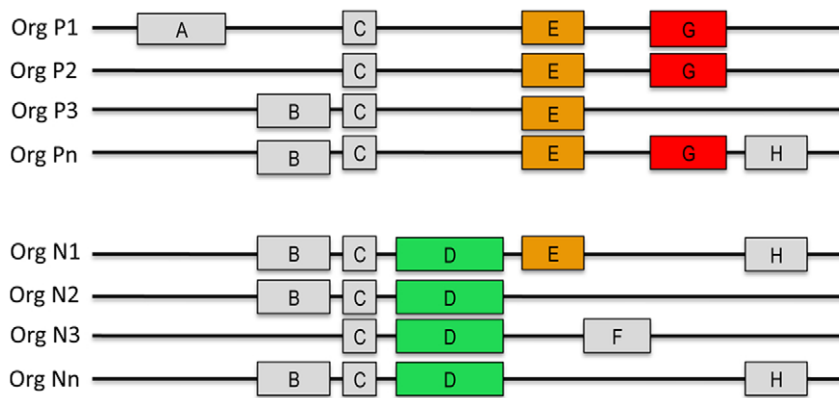 Org P1 A C E G
Org P2 C E G
Org P3 B C E
Org Pn B C E G H
Org N1 B C D E H
Org N2 B C D
Org N3 C D F
Org Nn B C D H